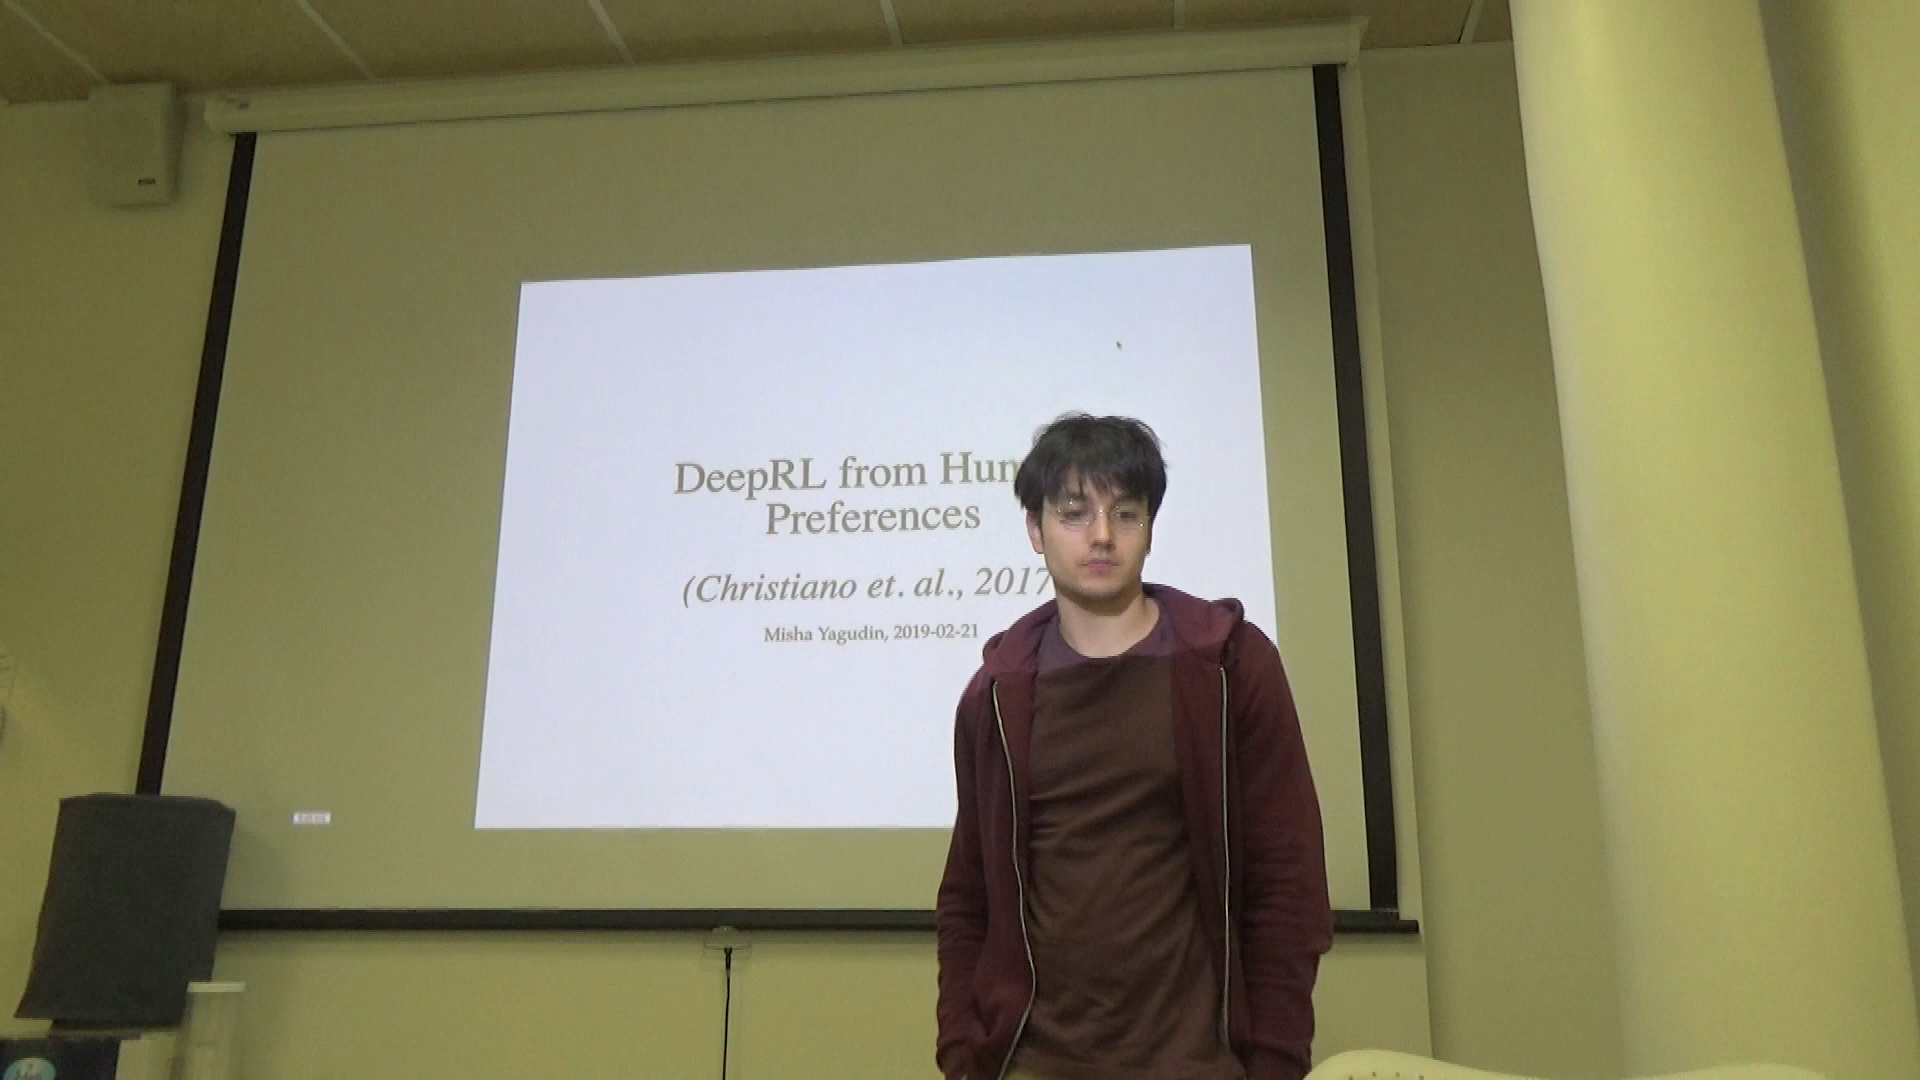 DeepRL from Hum
Preferences
(Christiano et. al., 2017
Misha Yagudin, 2019-02-21